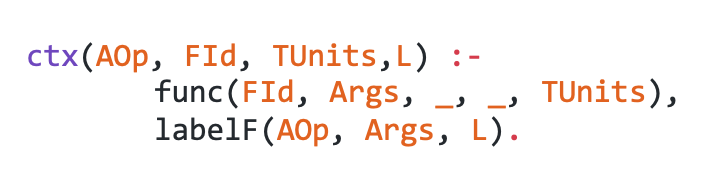 ctx(AOp, FId, TUnits,L) :-
func(FId, Args, _, _, TUnits),
labelF(AOp, Args, L).